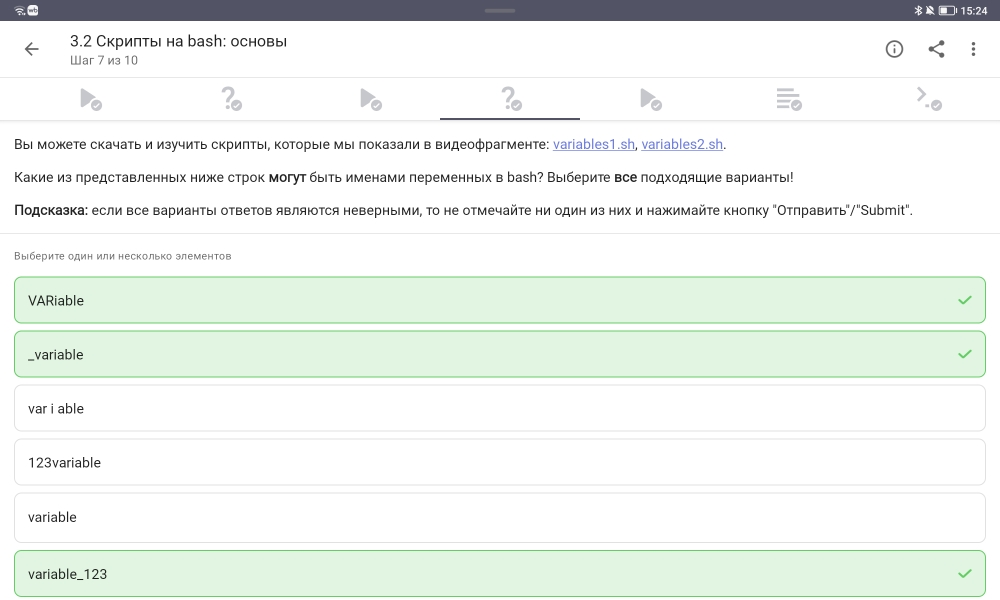 wb 15:24
3.2 Скрипты на bash: основы
Шаг 7 из 10
Вы можете скачать и изучить скрипты, которые мы показали в видеофрагменте: variables1.sh, variables2.sh.
Какие из представленных ниже строк могут быть именами переменных в bash? Выберите все подходящие варианты!
Подсказка: если все варианты ответов являются неверными, то не отмечайте ни один из них и нажимайте кнопку "Отправить"/"Submit".
Выберите один или несколько элементов
VARiable
_variable
var i able
123variable
variable
variable_123